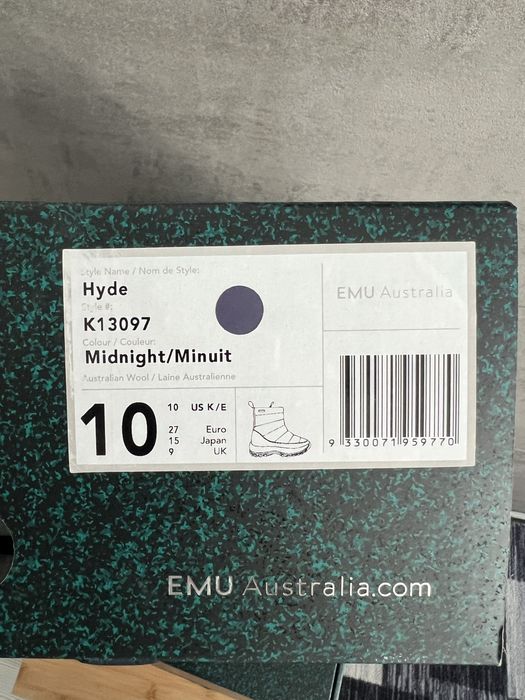 Style Name / Nom de Style:
Hyde
Style #:
K13097
Colour / Couleur:
Midnight/Minuit
Australian Wool / Laine Australienne
10
10 US K/E
27 Euro
15 Japan
9 UK
EMU Australia
9 330071 959770
EMU Australia.com